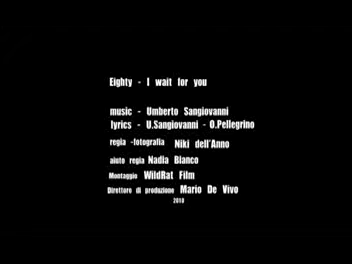 Eighty - I wait for you
music - Umberto Sangiovanni
lyrics - U.Sangiovanni - O.Pellegrino
regia -fotografia Niki dell'Anno
aiuto regia Nadia Bianco
Montaggio WildRat Film
Direttore di produzione Mario De Vivo
2010